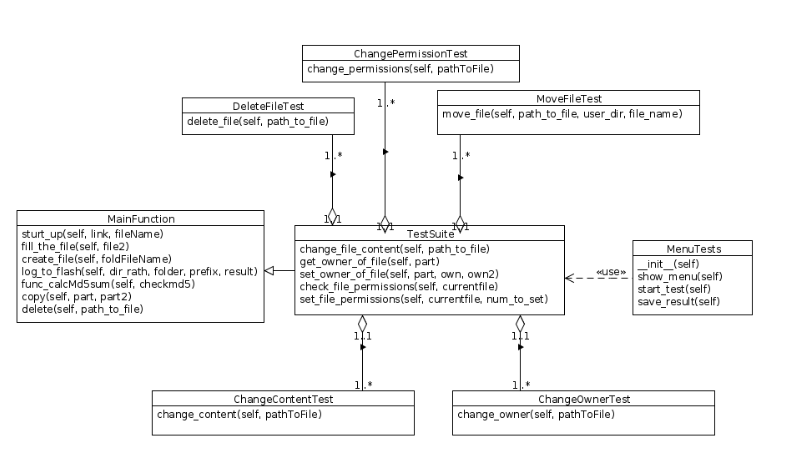 ChangePermissionTest
change_permissions(self, pathToFile)
1..*
DeleteFileTest
delete_file(self, path_to_file)
1..*
MoveFileTest
move_file(self, path_to_file, user_dir, file_name)
1..*
1..1
1..1
1..1
MainFunction
start_up(self, link, fileName)
fill_the_file(self, file2)
create_file(self, foldFileName)
log_to_flash(self, dir_rath, folder, prefix, result)
func_calcMd5sum(self, checkmd5)
copy(self, part, part2)
delete(self, path_to_file)
TestSuite
change_file_content(self, path_to_file)
get_owner_of_file(self, part)
set_owner_of_file(self, part, own, own2)
check_file_permissions(self, currentfile)
set_file_permissions(self, currentfile, num_to_set)
«use»
MenuTests
__init__(self)
show_menu(self)
start_test(self)
save_result(self)
1..1
1..1
1..*
1..*
ChangeContentTest
change_content(self, pathToFile)
ChangeOwnerTest
change_owner(self, pathToFile)